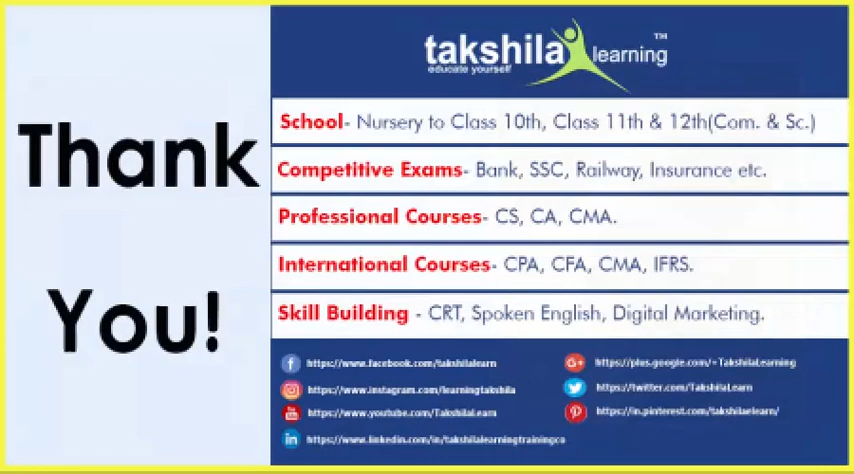 Thank
You!
takshila learning TM
educate yourself
School- Nursery to Class 10th, Class 11th & 12th(Com. & Sc.)
Competitive Exams- Bank, SSC, Railway, Insurance etc.
Professional Courses- CS, CA, CMA.
International Courses- CPA, CFA, CMA, IFRS.
Skill Building - CRT, Spoken English, Digital Marketing.
https://www.facebook.com/takshilalearn
https://www.instagram.com/learningtakshila
https://www.youtube.com/TakshilaLearn
https://www.linkedin.com/in/takshilalearningtrainingco
https://plus.google.com/+TakshilaLearning
https://twitter.com/TakshilaLearn
https://in.pinterest.com/takshilaelearn/